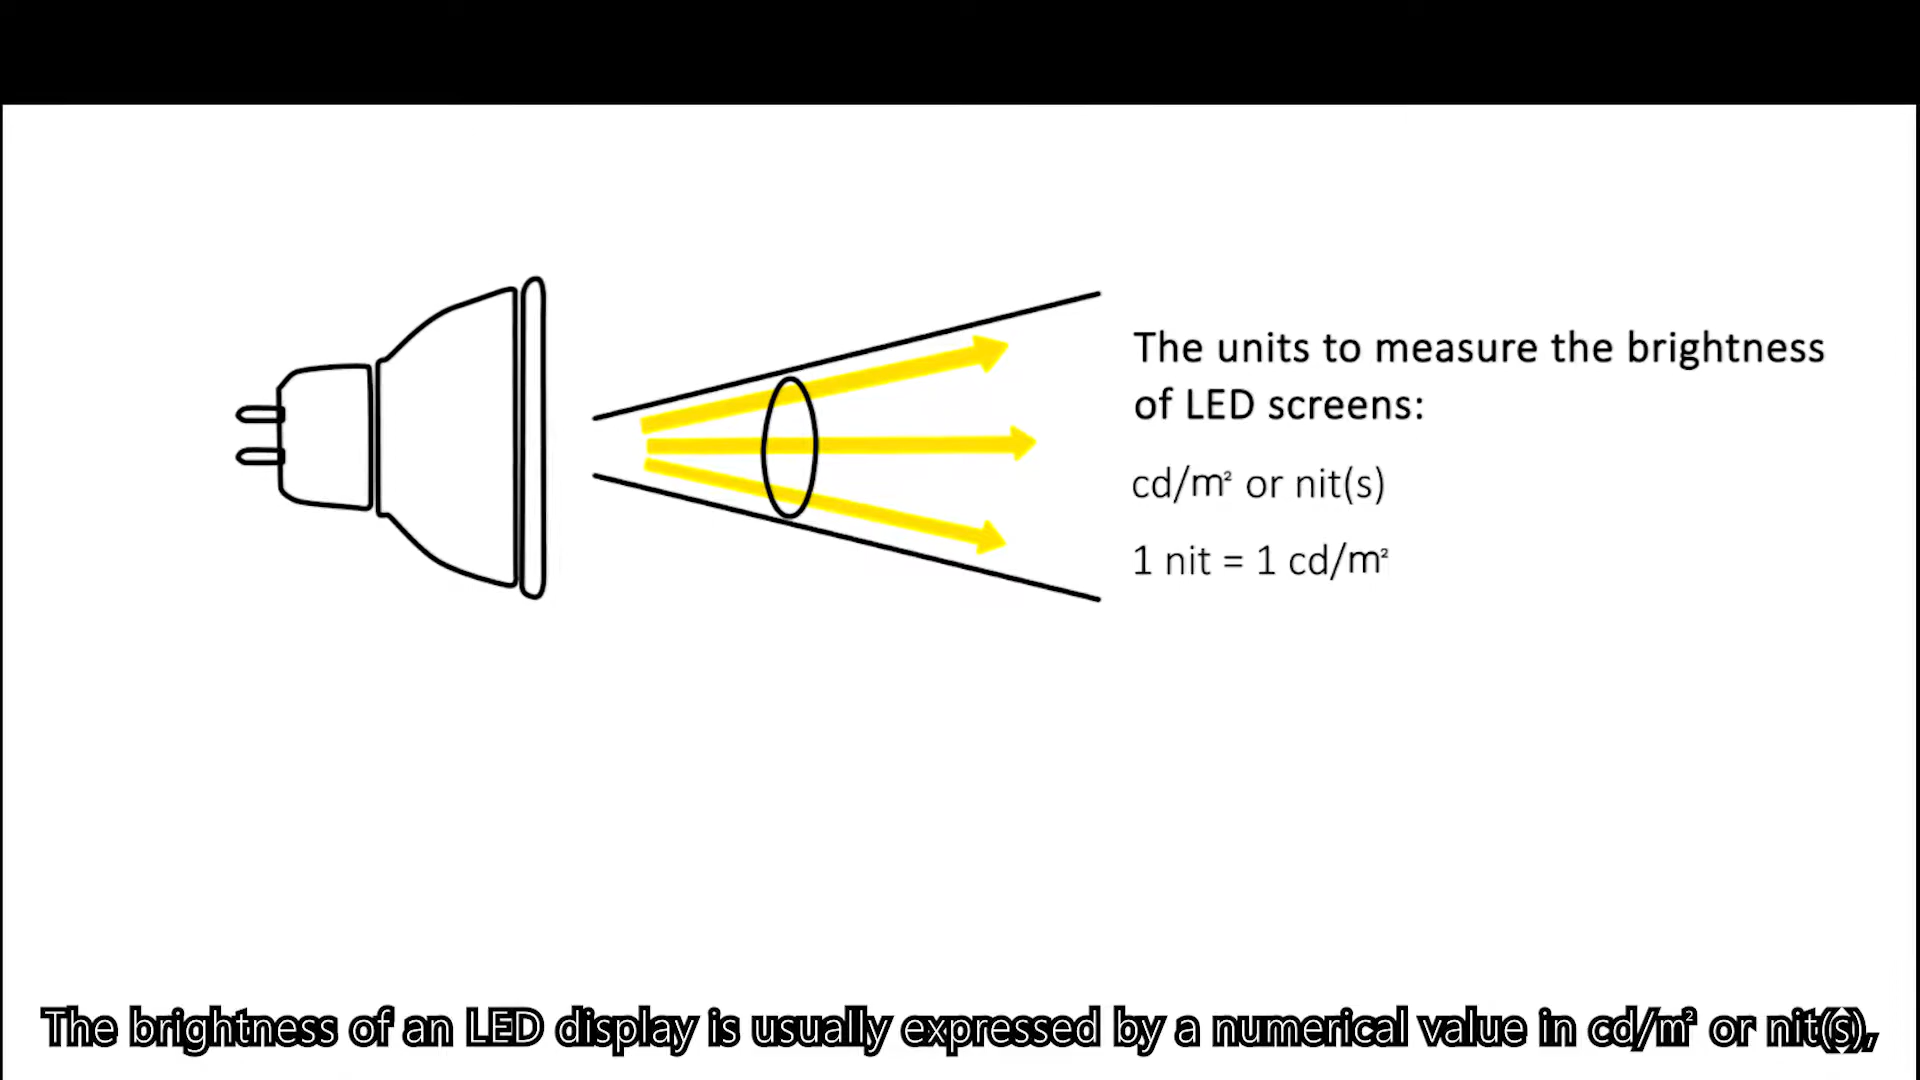 The units to measure the brightness
of LED screens:
cd/m² or nit(s)
1 nit = 1 cd/m²
The brightness of an LED display is usually expressed by a numerical value in cd/m² or nit(s),